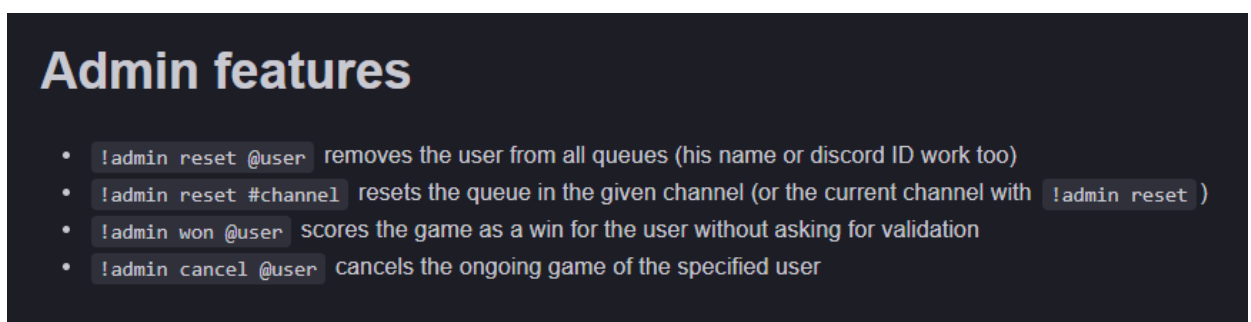 Admin features
• !admin reset @user removes the user from all queues (his name or discord ID work too)
• !admin reset #channel resets the queue in the given channel (or the current channel with !admin reset )
• !admin won @user scores the game as a win for the user without asking for validation
• !admin cancel @user cancels the ongoing game of the specified user